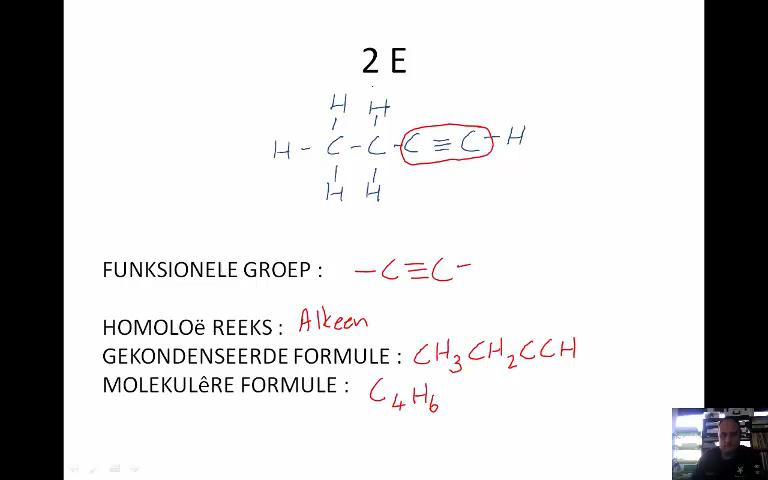 2 E
H H
H - C - C - C ≡ C - H
H H
FUNKSIONELE GROEP : - C ≡ C -
HOMOLOë REEKS : Alkeen
GEKONDENSEERDE FORMULE : CH₃CH₂CCH
MOLEKULêRE FORMULE : C₄H₆